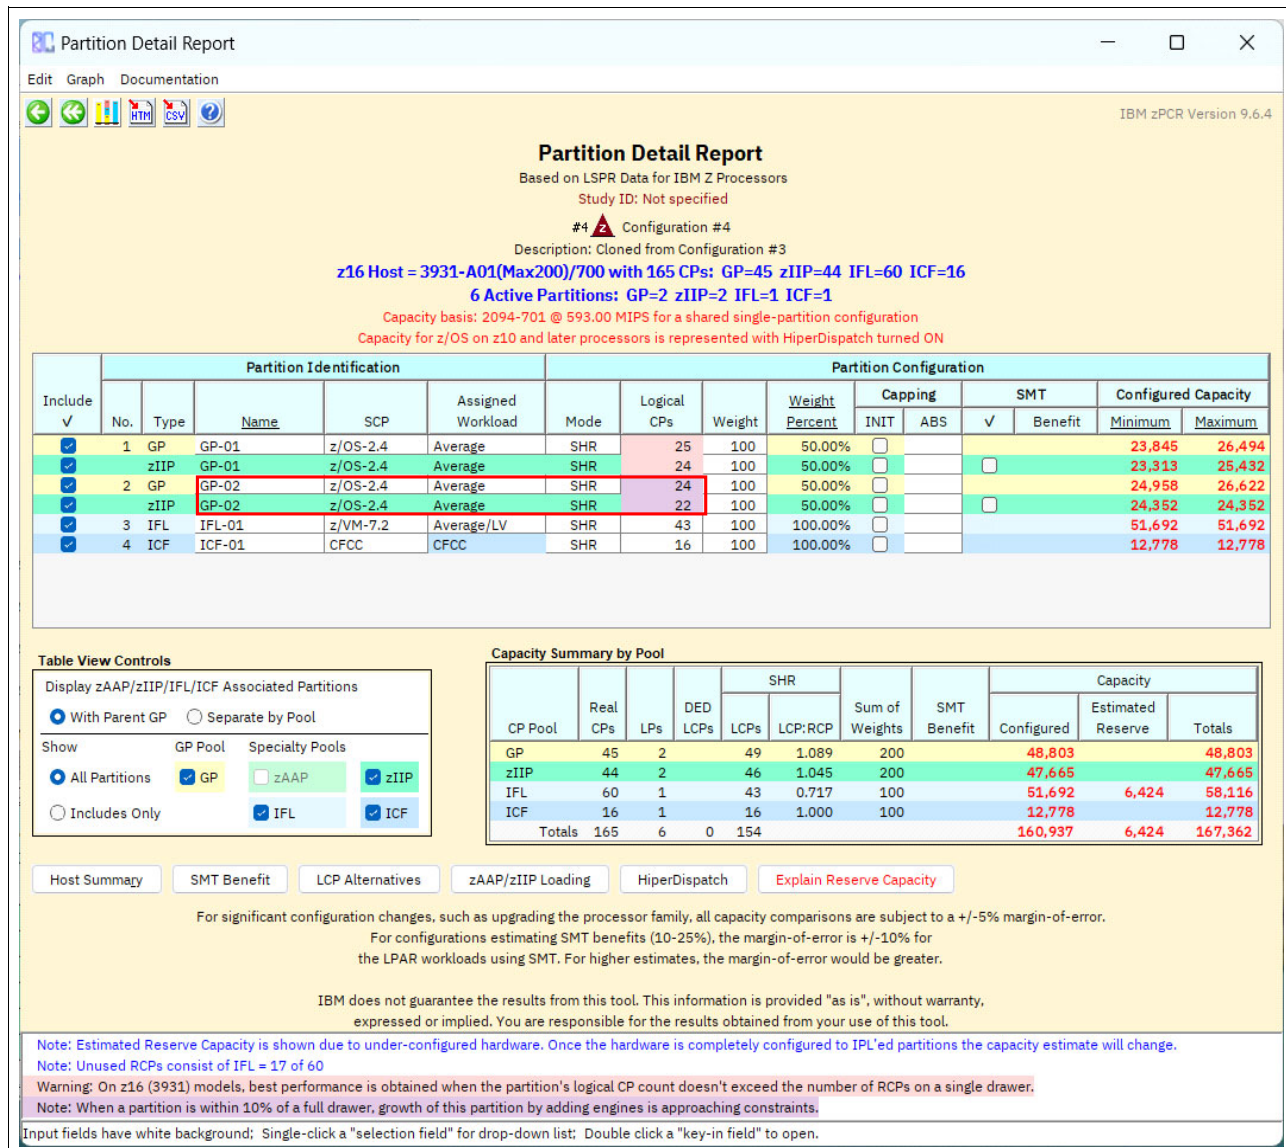 Partition Detail Report
Edit Graph Documentation
HTM CSV ? IBM zPCR Version 9.6.4
Partition Detail Report
Based on LSPR Data for IBM Z Processors
Study ID: Not specified
#4 z Configuration #4
Description: Cloned from Configuration #3
z16 Host = 3931-A01(Max200)/700 with 165 CPs: GP=45 zIIP=44 IFL=60 ICF=16
6 Active Partitions: GP=2 zIIP=2 IFL=1 ICF=1
Capacity basis: 2094-701 @ 593.00 MIPS for a shared single-partition configuration
Capacity for z/OS on z10 and later processors is represented with HiperDispatch turned ON
Partition Identification Partition Configuration
Include Assigned Logical Weight Capping SMT Configured Capacity
√ No. Type Name SCP Workload Mode CPs Weight Percent INIT ABS √ Benefit Minimum Maximum
1 GP GP-01 z/OS-2.4 Average SHR 25 100 50.00% 23,845 26,494
zIIP GP-01 z/OS-2.4 Average SHR 24 100 50.00% 23,313 25,432
2 GP GP-02 z/OS-2.4 Average SHR 24 100 50.00% 24,958 26,622
zIIP GP-02 z/OS-2.4 Average SHR 22 100 50.00% 24,352 24,352
3 IFL IFL-01 z/VM-7.2 Average/LV SHR 43 100 100.00% 51,692 51,692
4 ICF ICF-01 CFCC CFCC SHR 16 100 100.00% 12,778 12,778
Table View Controls
Display zAAP/zIIP/IFL/ICF Associated Partitions
With Parent GP Separate by Pool
Show GP Pool Specialty Pools
All Partitions GP zAAP zIIP
Includes Only IFL ICF
Capacity Summary by Pool
SHR Capacity
Real DED Sum of SMT Estimated
CP Pool CPs LPs LCPs LCPs LCP:RCP Weights Benefit Configured Reserve Totals
GP 45 2 49 1.089 200 48,803 48,803
zIIP 44 2 46 1.045 200 47,665 47,665
IFL 60 1 43 0.717 100 51,692 6,424 58,116
ICF 16 1 16 1.000 100 12,778 12,778
Totals 165 6 0 154 160,937 6,424 167,362
Host Summary SMT Benefit LCP Alternatives zAAP/zIIP Loading HiperDispatch Explain Reserve Capacity
For significant configuration changes, such as upgrading the processor family, all capacity comparisons are subject to a +/-5% margin-of-error.
For configurations estimating SMT benefits (10-25%), the margin-of-error is +/-10% for
the LPAR workloads using SMT. For higher estimates, the margin-of-error would be greater.
IBM does not guarantee the results from this tool. This information is provided "as is", without warranty,
expressed or implied. You are responsible for the results obtained from your use of this tool.
Note: Estimated Reserve Capacity is shown due to under-configured hardware. Once the hardware is completely configured to IPL'ed partitions the capacity estimate will change.
Note: Unused RCPs consist of IFL = 17 of 60
Warning: On z16 (3931) models, best performance is obtained when the partition's logical CP count doesn't exceed the number of RCPs on a single drawer.
Note: When a partition is within 10% of a full drawer, growth of this partition by adding engines is approaching constraints.
Input fields have white background; Single-click a "selection field" for drop-down list; Double click a "key-in field" to open.